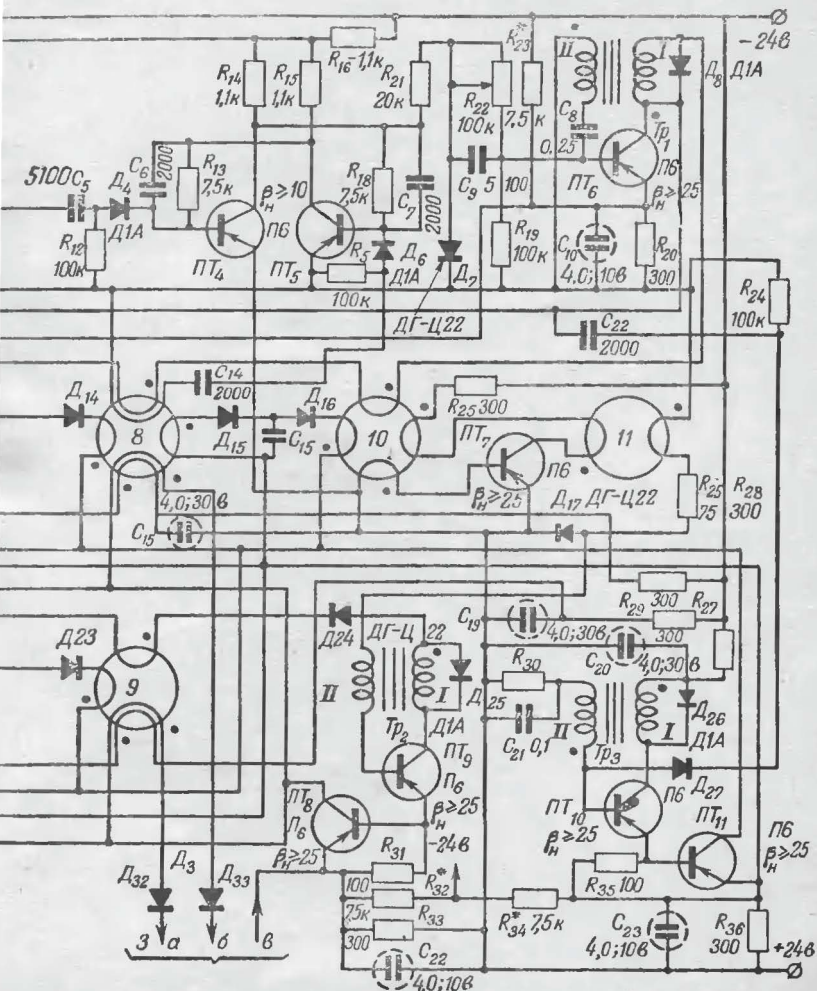 R16 1,1к
-24в
R14 1,1к
R15 1,1к
R21 20к
R22 100к
R23* 7,5к
II
I
Д8 Д1А
C8 0,25
Тр1
П6
ПТ6
βн≥25
5100 C5
Д4
Д1А
C6 2000
R13 7,5к
R12 100к
βн≥10
П6
ПТ4
ПТ5
R18 7,5к
C7 2000
R5 100к
Д6 Д1А
C9 5
100
R19 100к
Д7
ДГ-Ц22
C10 4,0;10в
R20 300
R24 100к
C22 2000
C14 2000
Д14
8
Д15
C15
Д16
10
R25 300
ПТ7
П6
βн≥25
11
R25* 75
R28 300
4,0;30в
C15
Д17 ДГ-Ц22
R29 300
R27 300
C19 4,0;30в
C20 4,0;30в
Д23
9
Д24
ДГ-Ц 22
II
I
Д 25
Д1А
Тр2
ПТ9
П6
βн≥25
R30
C21 0,1
II
I
Тр3
Д26
Д1А
Д27
ПТ8
П6
βн≥25
-24в
ПТ10
П6
βн≥25
ПТ11
П6
βн≥25
R31 100
R32* 7,5к
R33 300
C22 4,0;10в
R34* 7,5к
R35 100
C23 4,0;10в
R36 300
+24в
Д32
Д3
Д33
З а б в